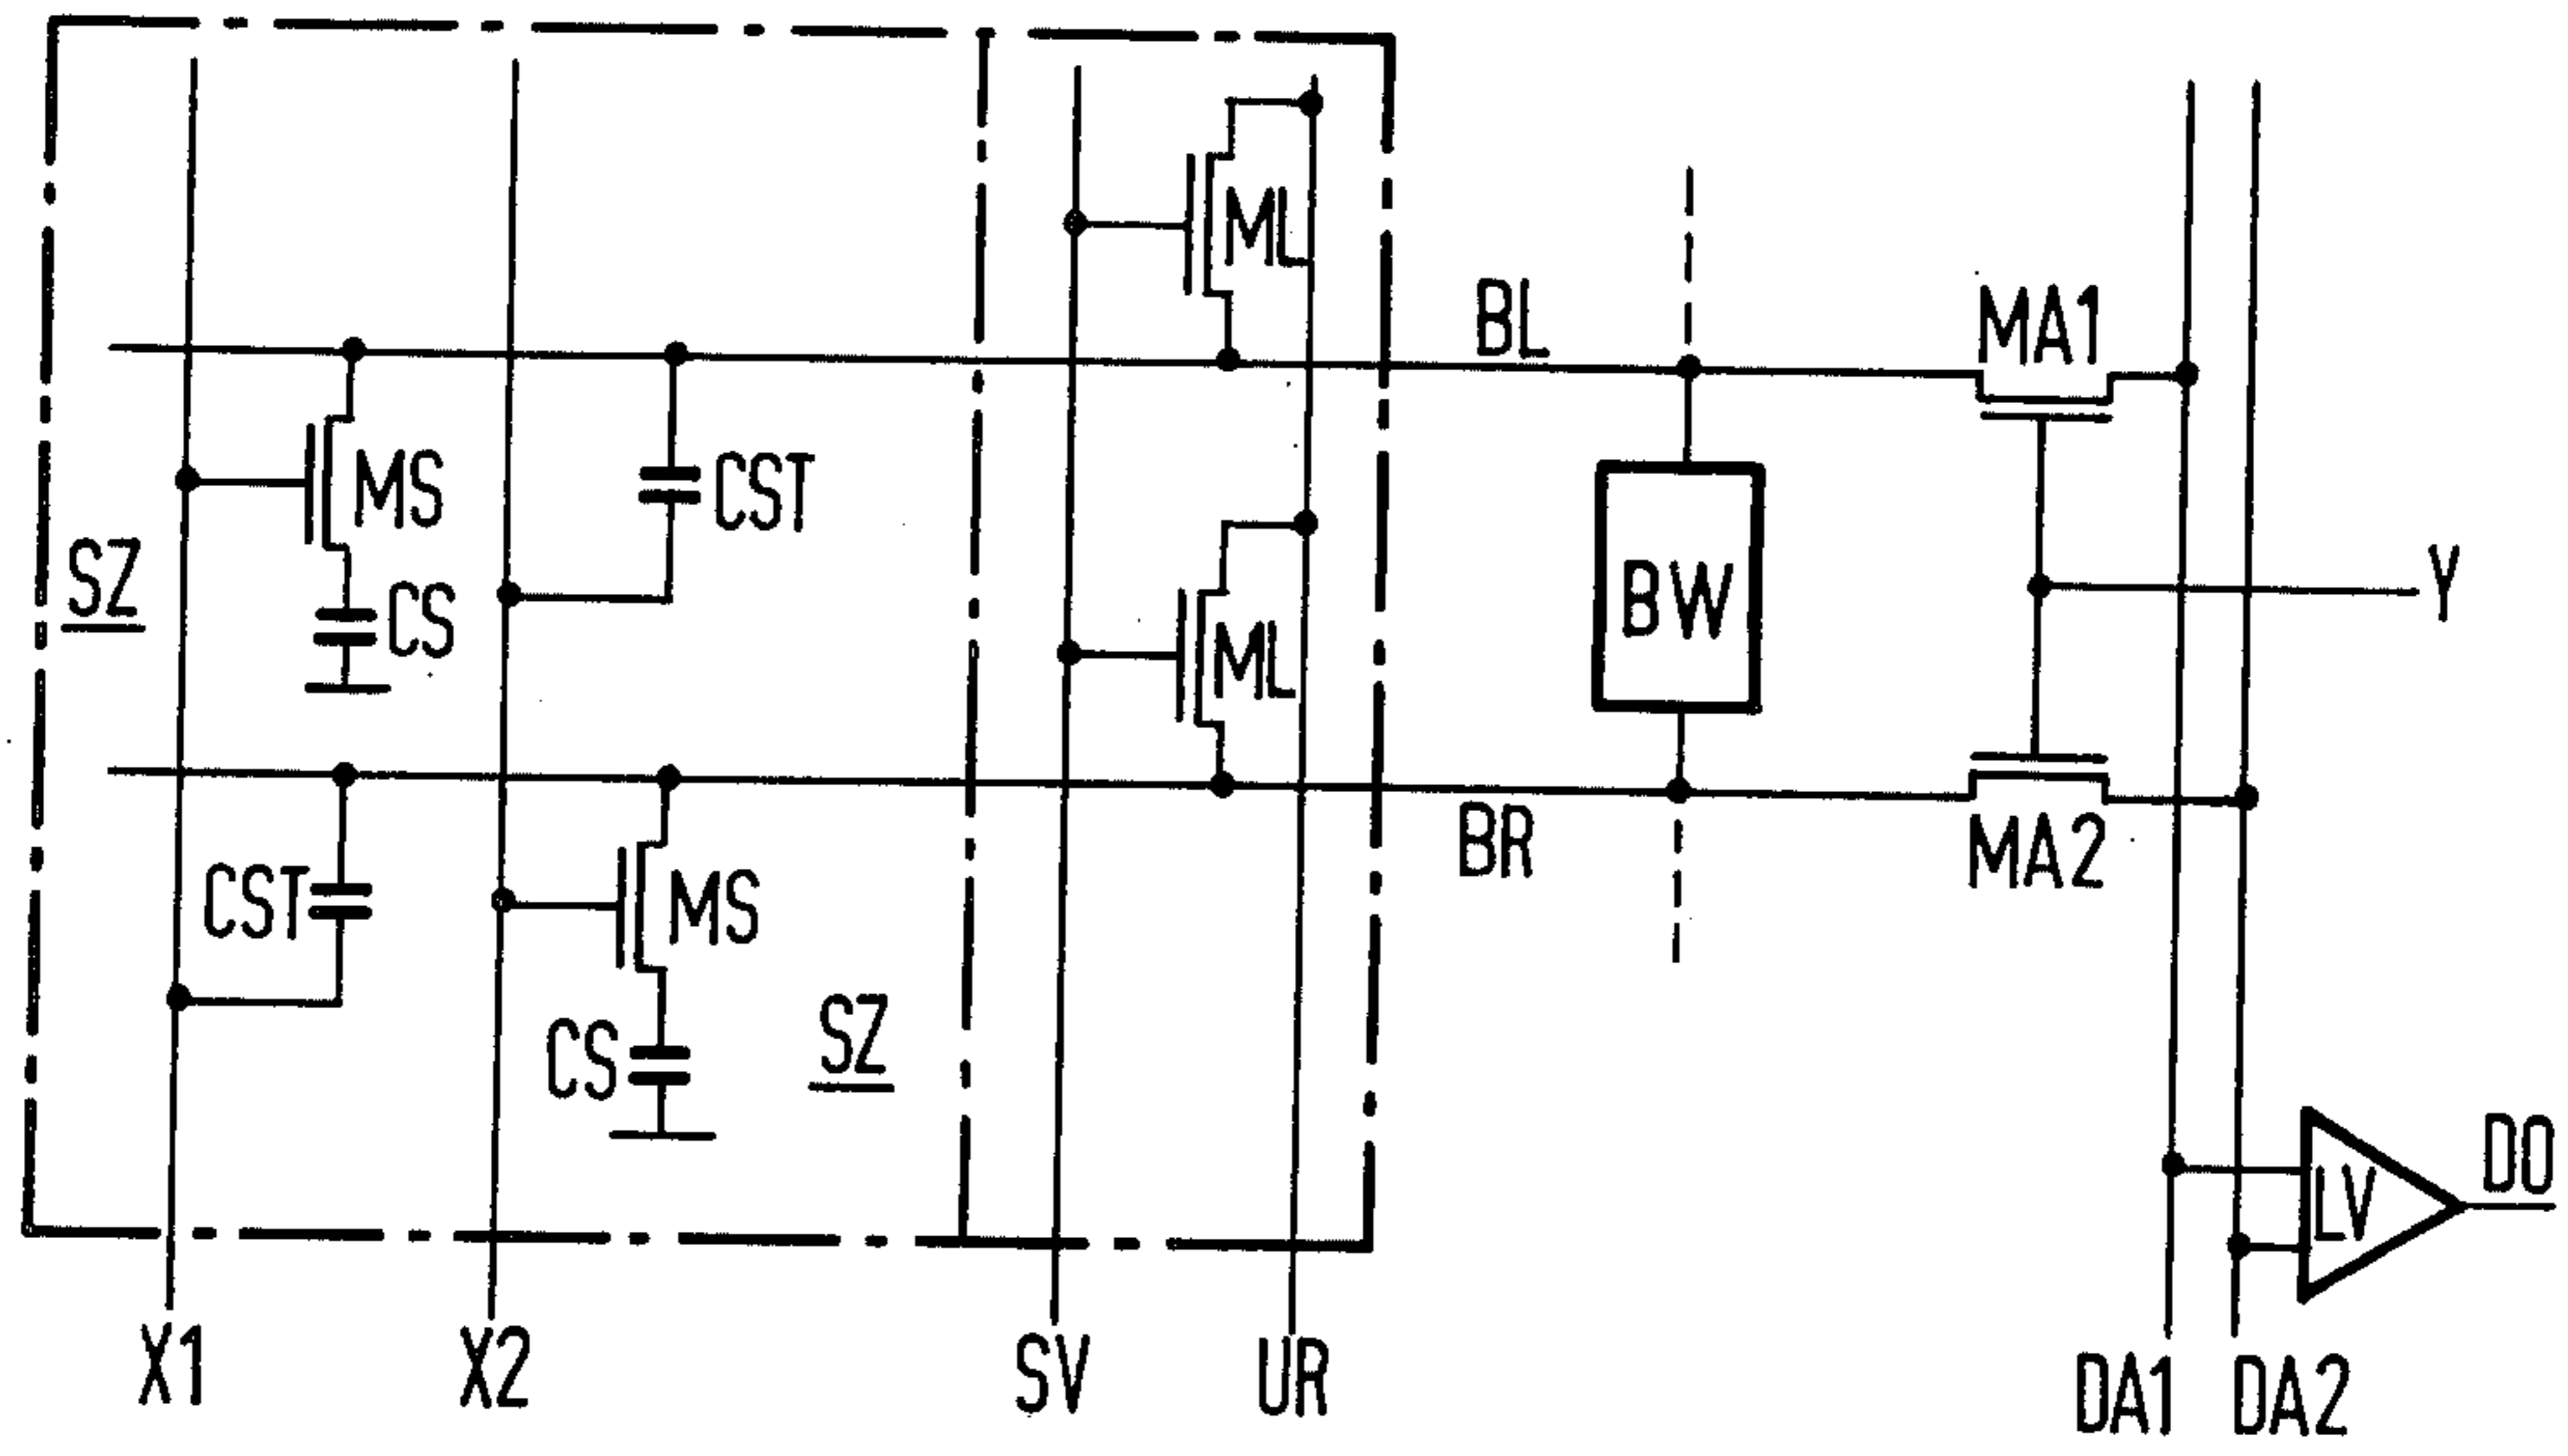 ML
BL
MA1
MS
CST
SZ
CS
BW
Y
ML
BR
MA2
CST
MS
CS
SZ
LV
DO
X1
X2
SV
UR
DA1
DA2